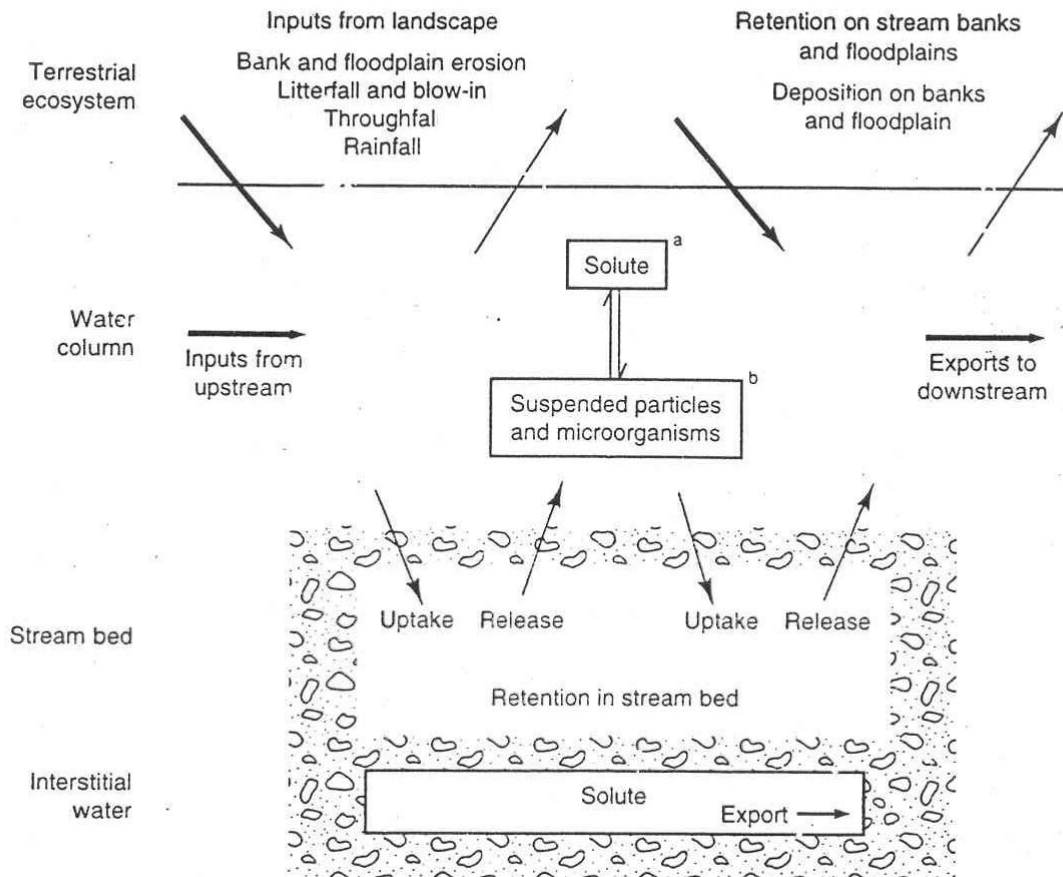 Inputs from landscape
Bank and floodplain erosion
Litterfall and blow-in
Throughfal
Rainfall
Retention on stream banks
and floodplains
Deposition on banks
and floodplain
Terrestrial
ecosystem
a
Solute
Water
column
Inputs from
upstream
b
Suspended particles
and microorganisms
Exports to
downstream
Uptake
Release
Uptake
Release
Stream bed
Retention in stream bed
Interstitial
water
Solute
Export